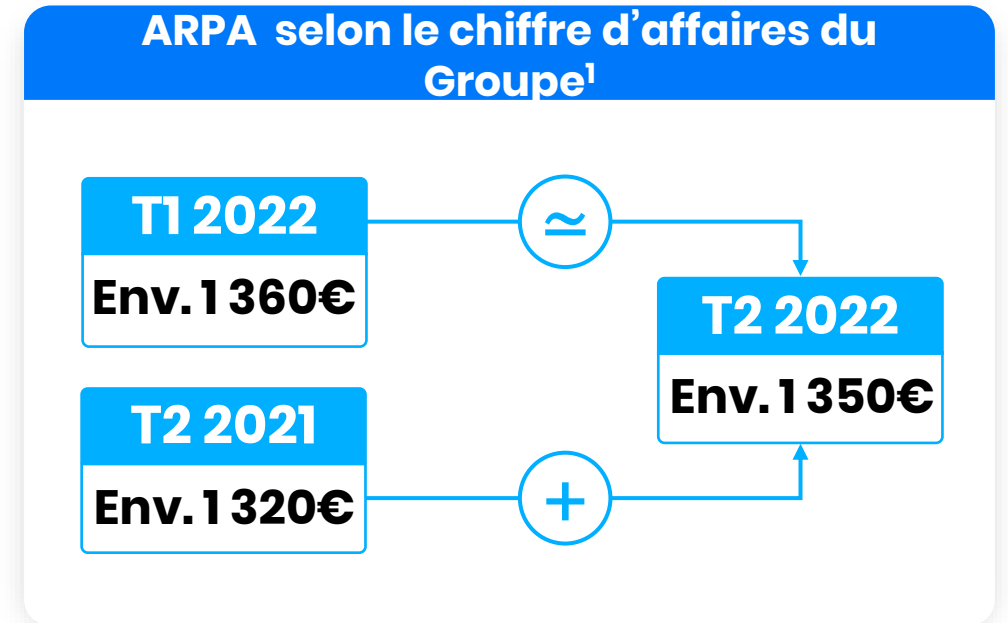 ARPA selon le chiffre d’affaires du
Groupe¹
T1 2022
Env. 1 360€
≃
T2 2022
Env. 1 350€
T2 2021
Env. 1 320€
+